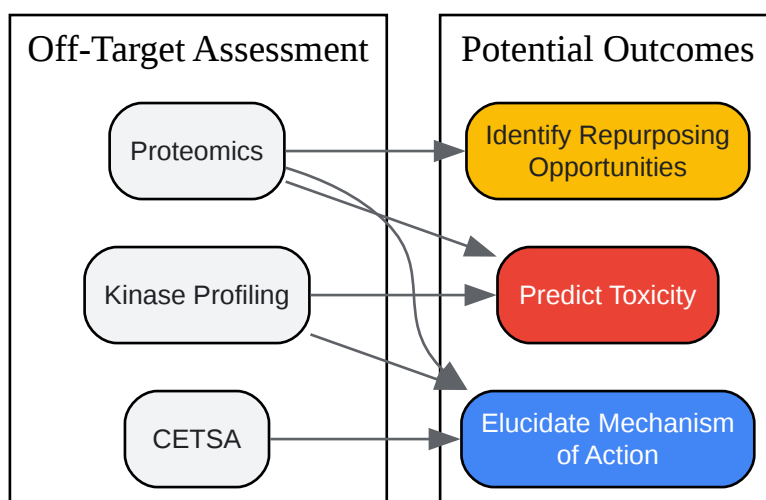 Off-Target Assessment
Proteomics
Kinase Profiling
CETSA
Potential Outcomes
Identify Repurposing
Opportunities
Predict Toxicity
Elucidate Mechanism
of Action